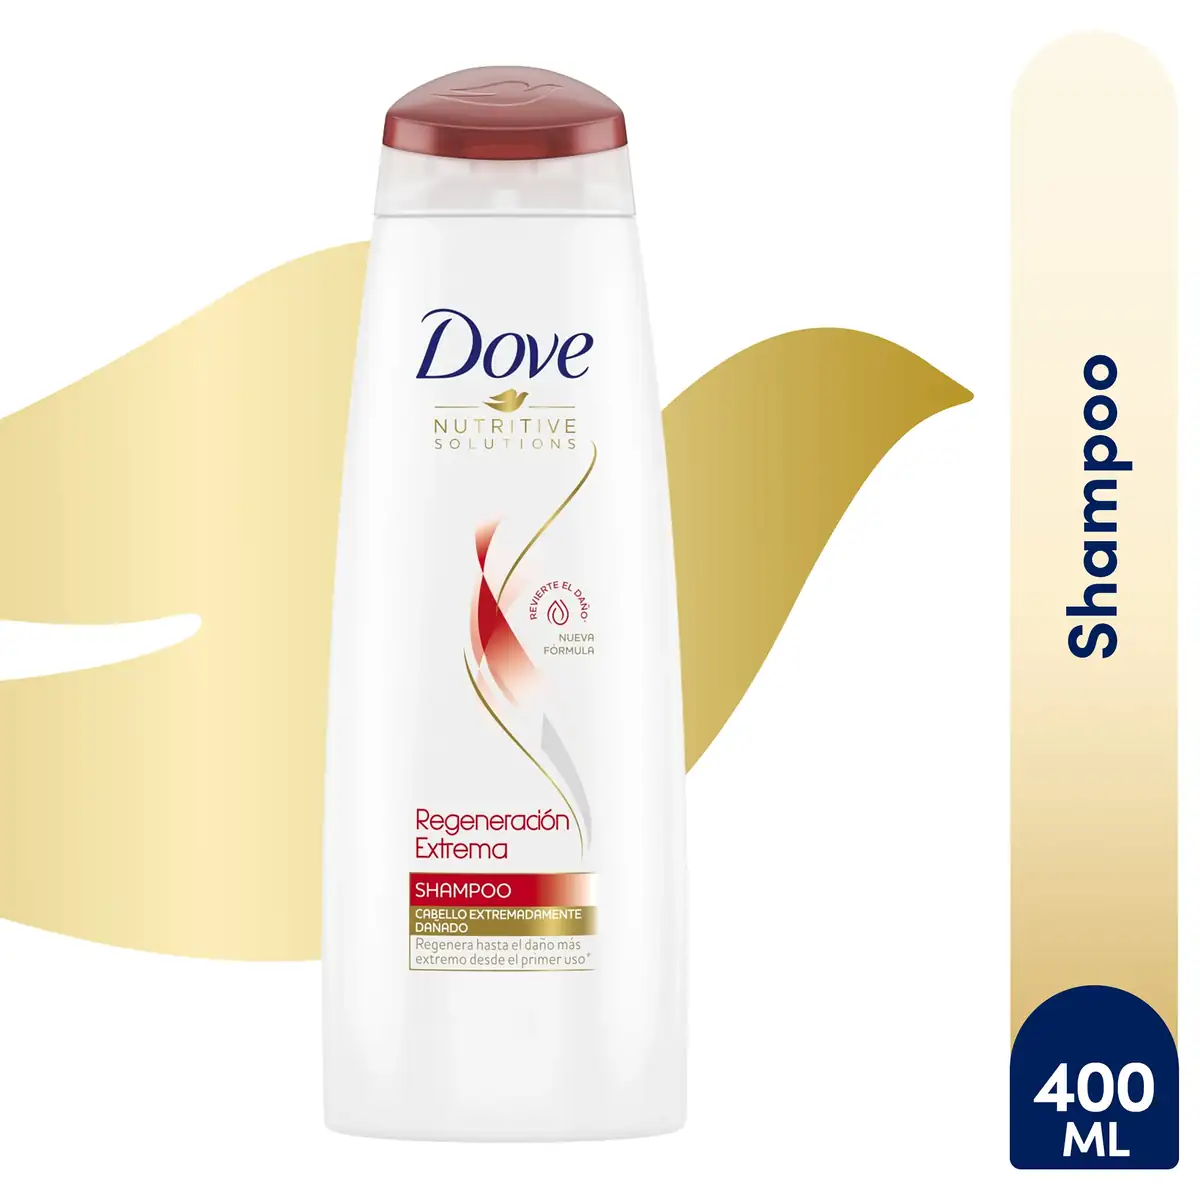 Dove
NUTRITIVE
SOLUTIONS
REVIERTE EL DAÑO.
NUEVA
FÓRMULA
Regeneración
Extrema
SHAMPOO
CABELLO EXTREMADAMENTE
DAÑADO
Regenera hasta el daño más
extremo desde el primer uso*
Shampoo
400
ML